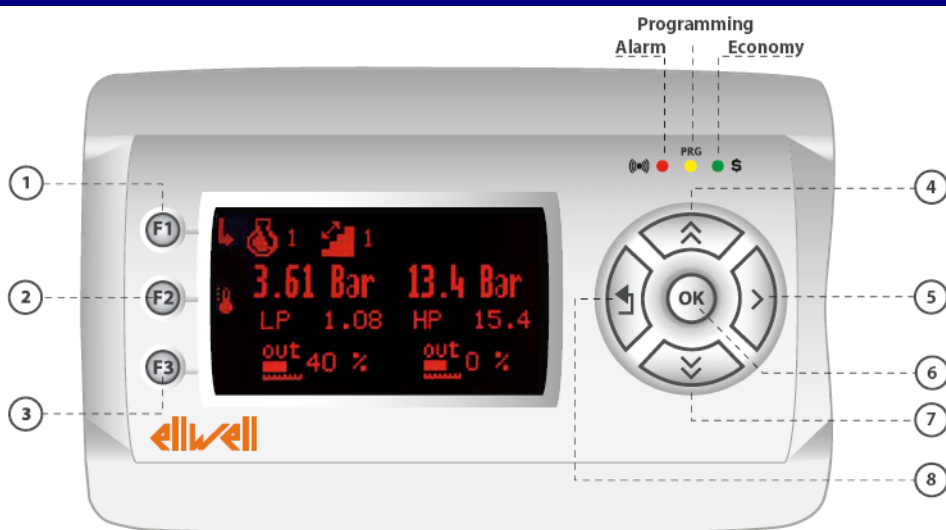 Programming
Alarm Economy
PRG
$
1
4
F1
1 1
3.61 Bar 13.4 Bar
2
F2
5
LP 1.08 HP 15.4
OK
out 40 % out 0 %
F3
6
3
7
ellwell
8